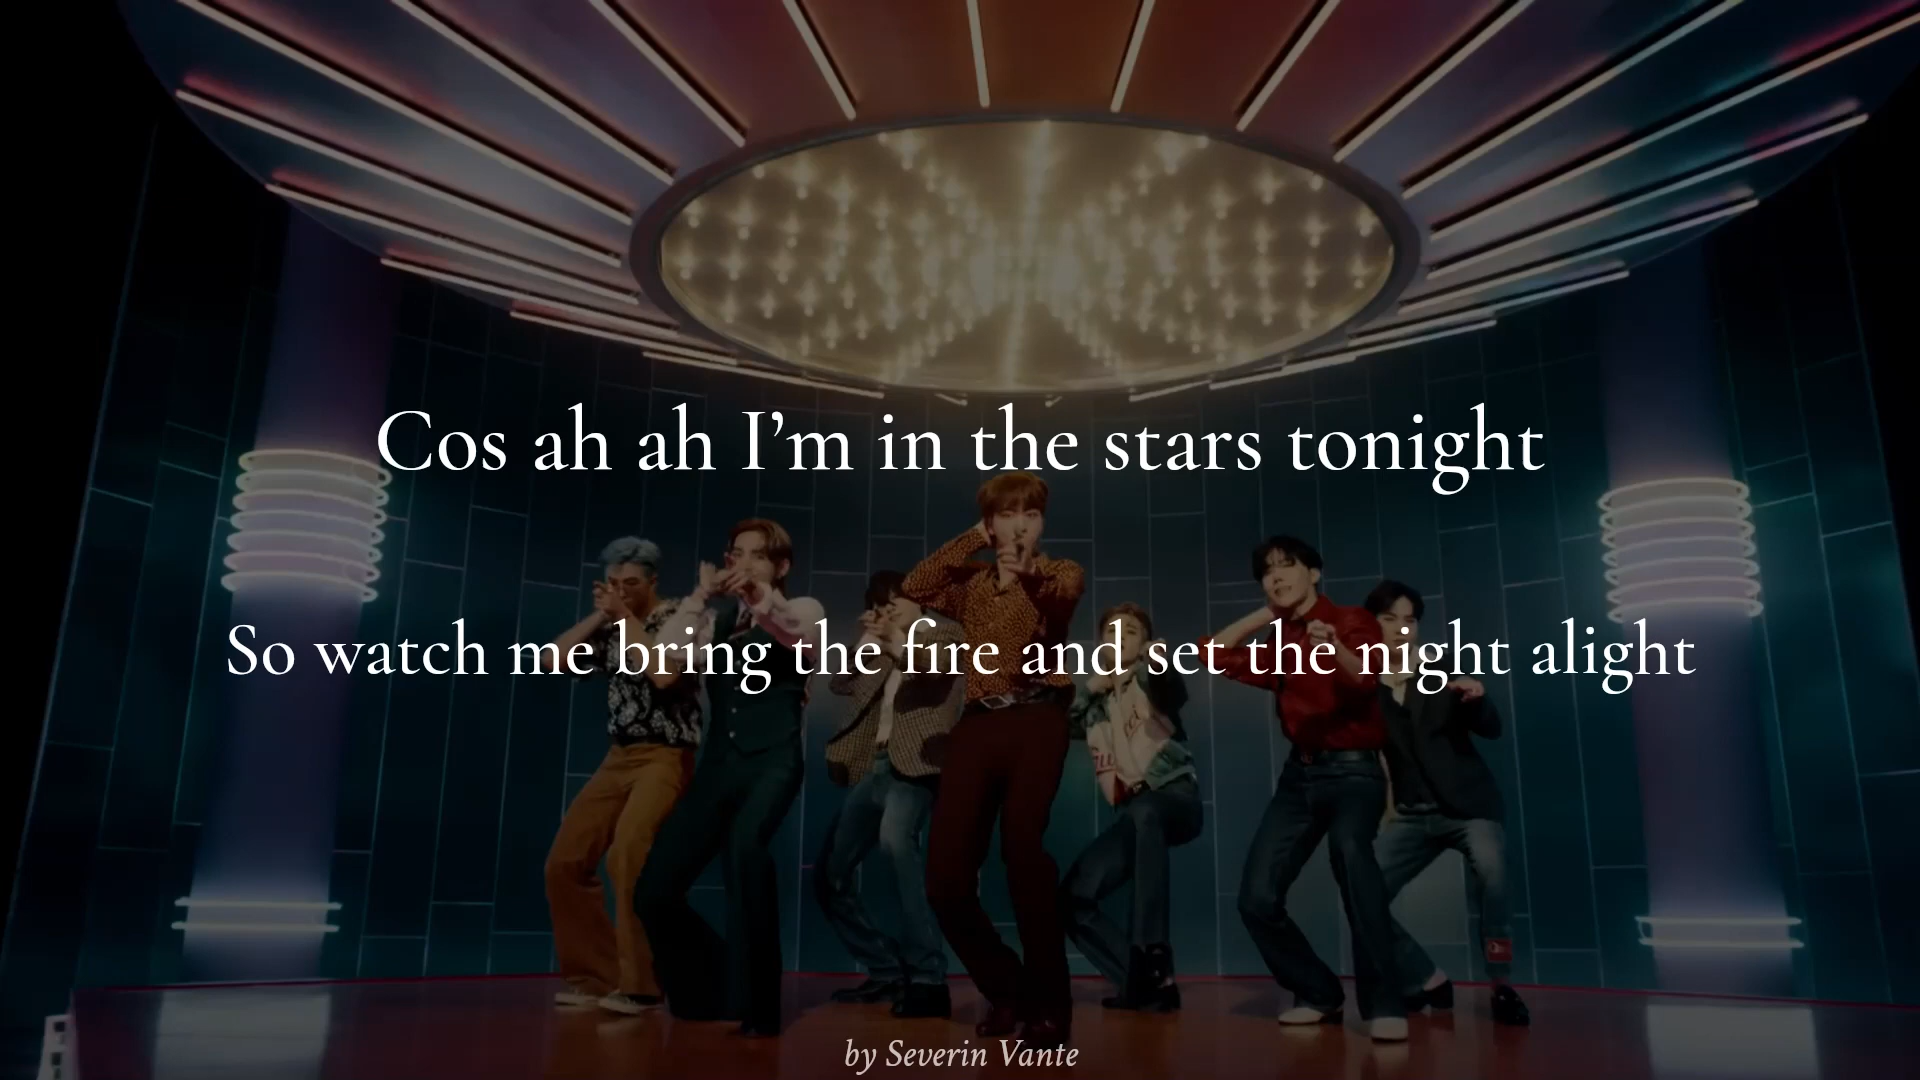 Cos ah ah I’m in the stars tonight
So watch me bring the fire and set the night alight
by Severin Vante